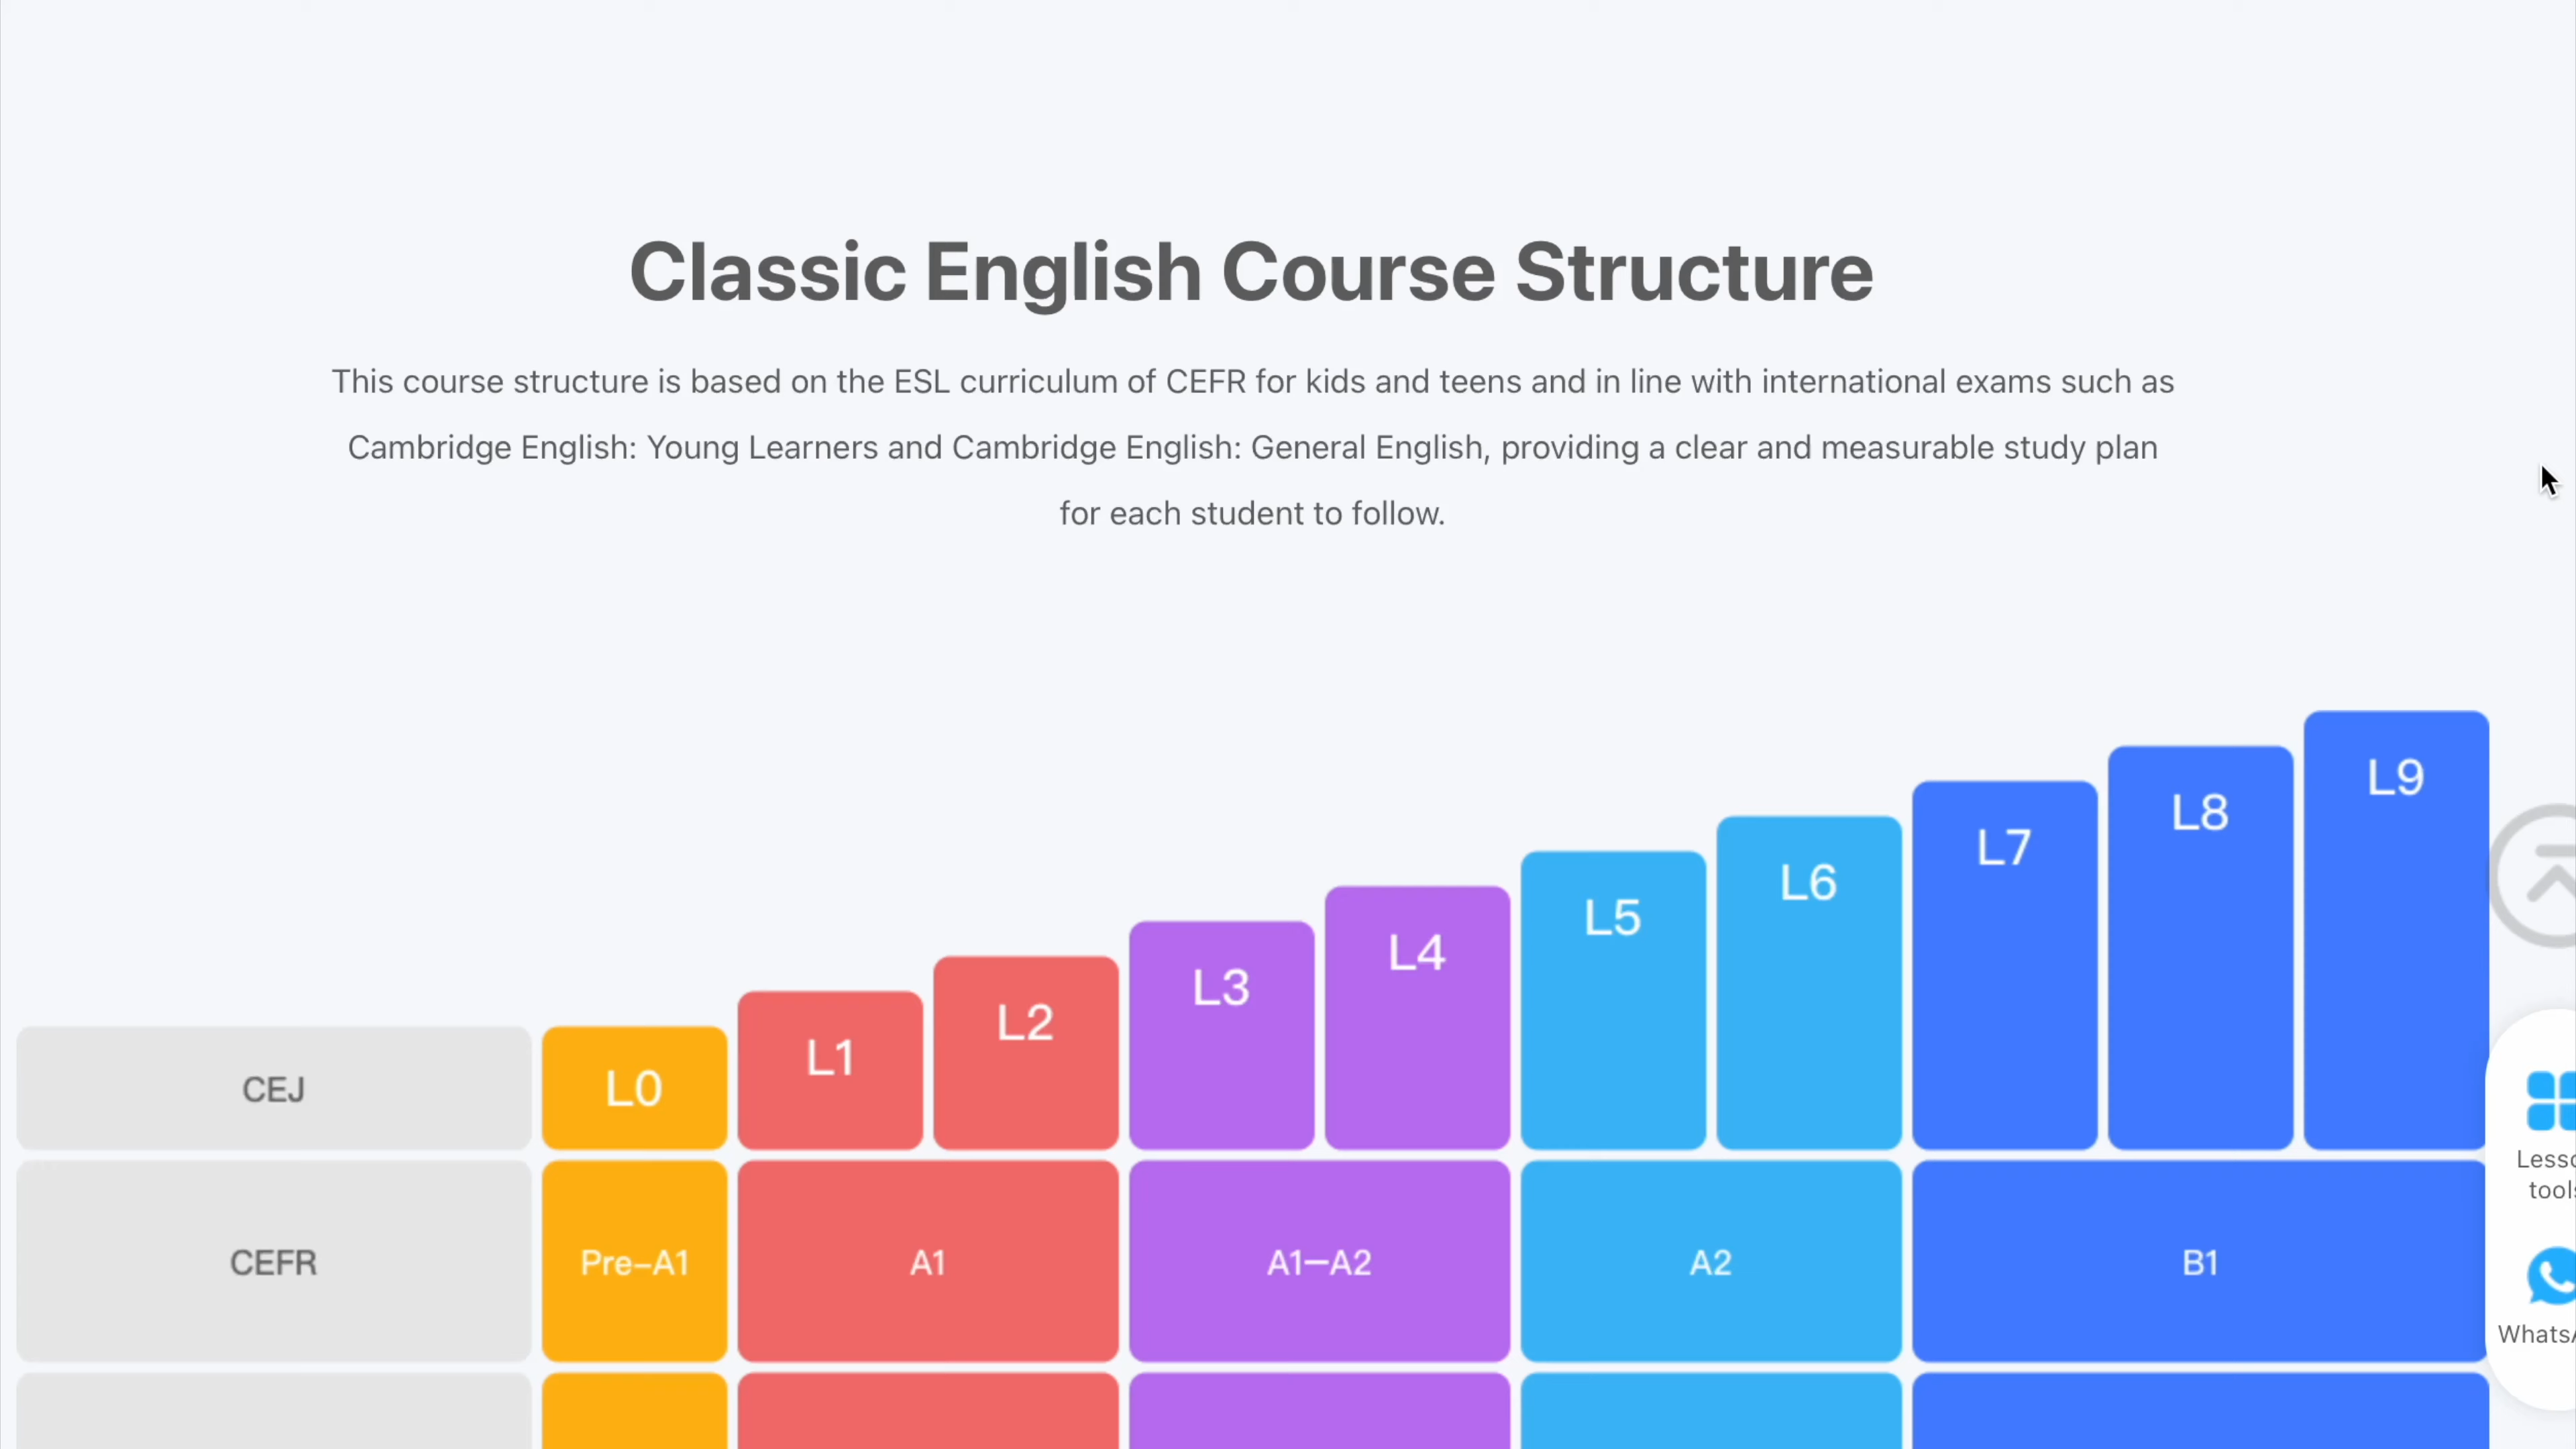 Classic English Course Structure
This course structure is based on the ESL curriculum of CEFR for kids and teens and in line with international exams such as
Cambridge English: Young Learners and Cambridge English: General English, providing a clear and measurable study plan
for each student to follow.
L9
L8
L7
L6
L5
L4
L3
L2
L1
CEJ L0
CEFR Pre–A1 A1 A1—A2 A2 B1